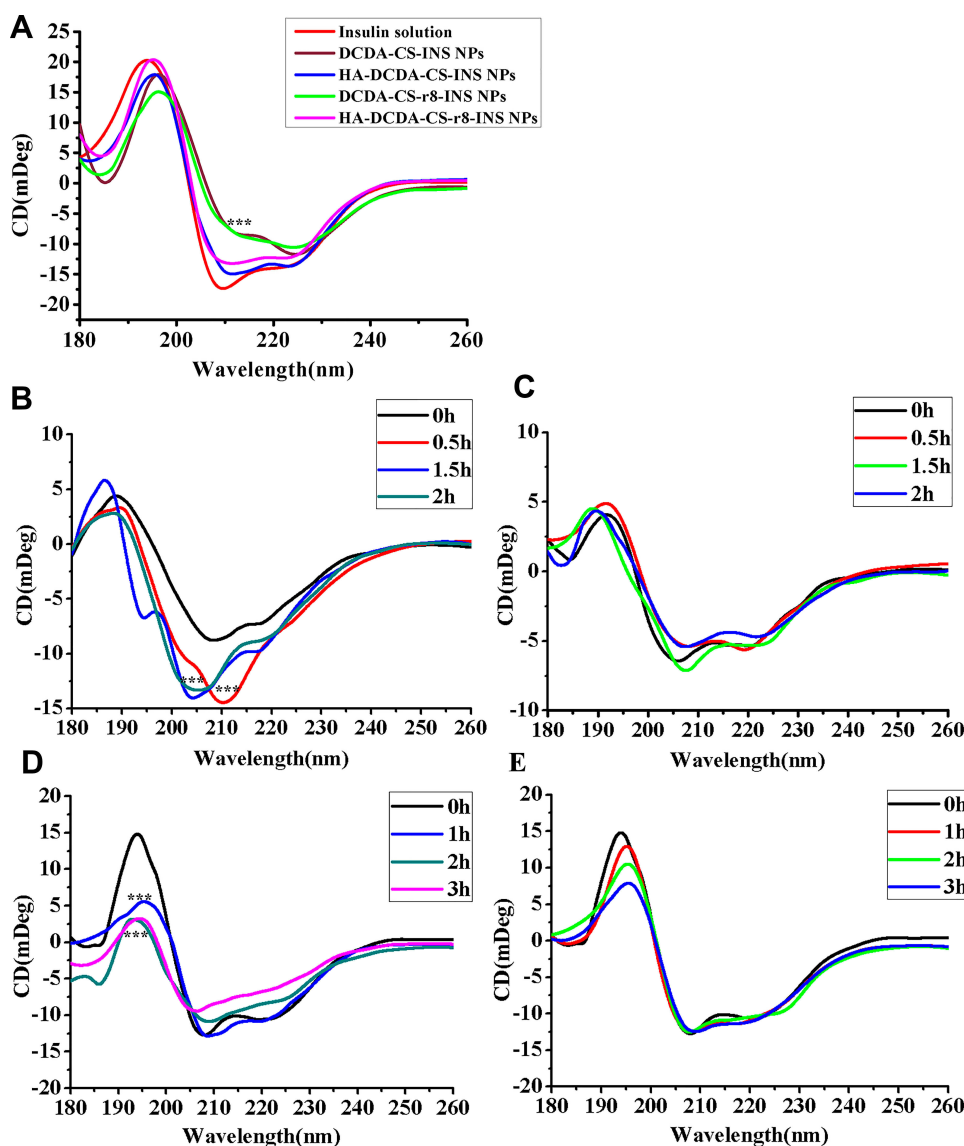 A
Insulin solution
DCDA-CS-INS NPs
HA-DCDA-CS-INS NPs
DCDA-CS-r8-INS NPs
HA-DCDA-CS-r8-INS NPs
25
20
15
10
5
0
-5
-10
-15
-20
CD(mDeg)
***
180 200 220 240 260
Wavelength(nm)
B
0h
0.5h
1.5h
2h
10
5
0
-5
-10
-15
CD(mDeg)
*** ***
180 190 200 210 220 230 240 250 260
Wavelength(nm)
C
0h
0.5h
1.5h
2h
10
5
0
-5
-10
CD(mDeg)
180 190 200 210 220 230 240 250 260
Wavelength(nm)
D
0h
1h
2h
3h
20
15
10
5
0
-5
-10
-15
-20
CD(mDeg)
***
***
180 190 200 210 220 230 240 250 260
Wavelength(nm)
E
0h
1h
2h
3h
20
15
10
5
0
-5
-10
-15
-20
CD(mDeg)
180 190 200 210 220 230 240 250 260
Wavelength(nm)